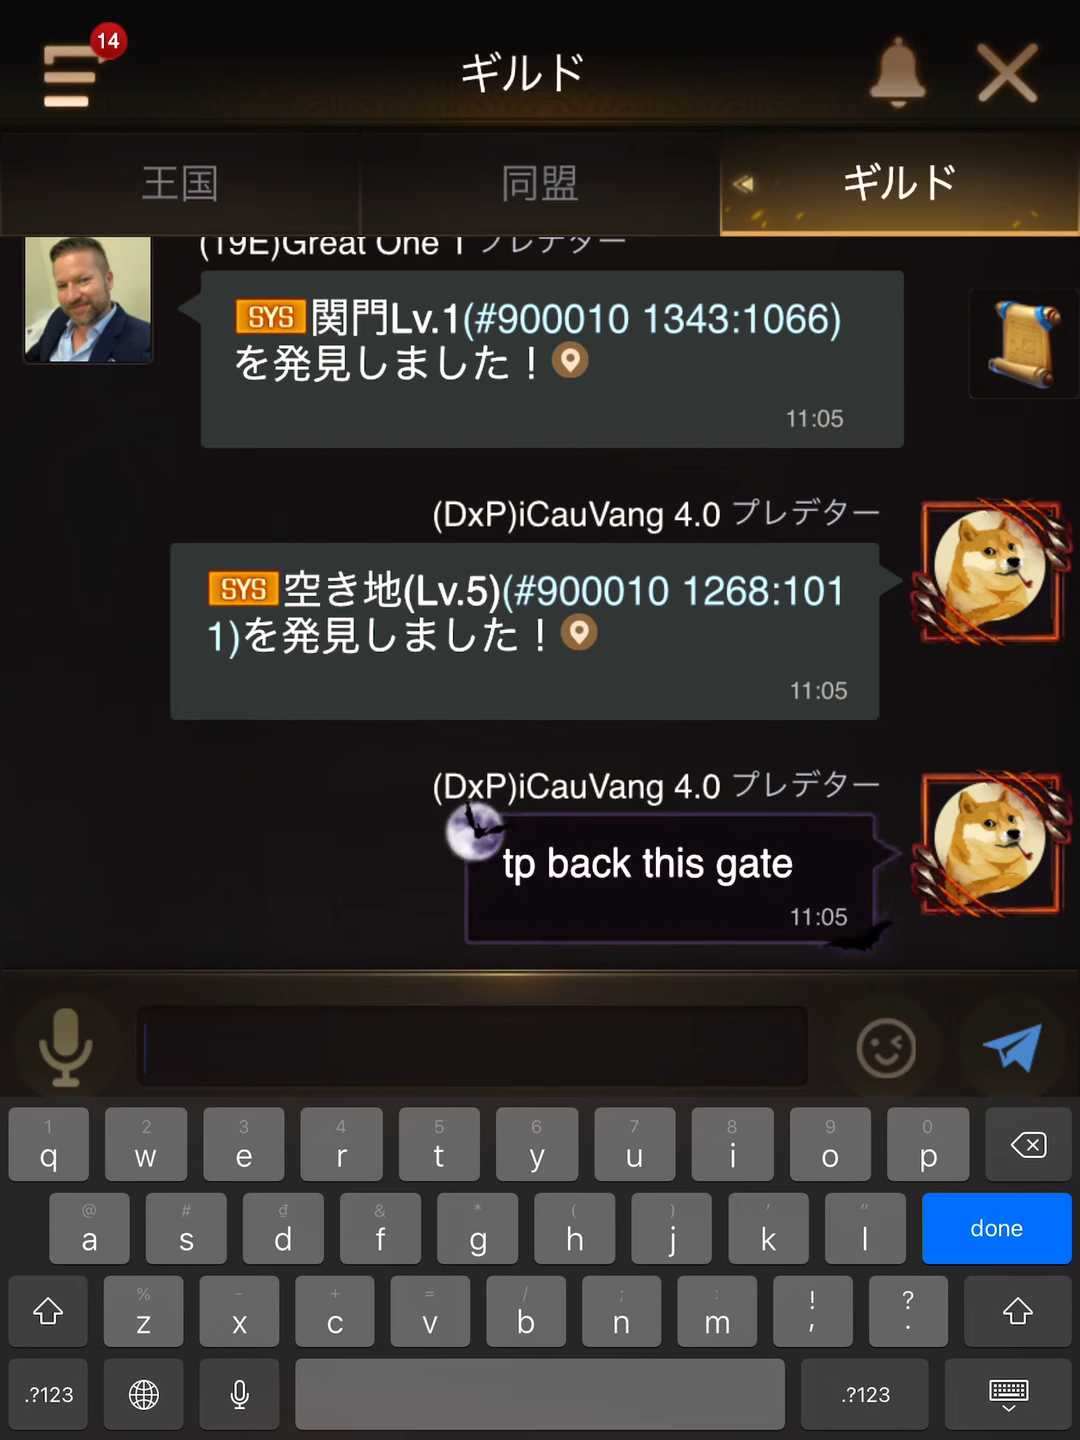 14
ギルド
王国
同盟
ギルド
(T9E)Great One 1 プレデター
SYS 関門Lv.1(#900010 1343:1066)
を発見しました！
11:05
(DxP)iCauVang 4.0 プレデター
SYS 空き地(Lv.5)(#900010 1268:101
1)を発見しました！
11:05
(DxP)iCauVang 4.0 プレデター
tp back this gate
11:05
1 2 3 4 5 6 7 8 9 0
q w e r t y u i o p
@ # đ & * ( ) ' "
a s d f g h j k l done
% - + = / ; : ! ?
z x c v b n m , .
.?123 .?123